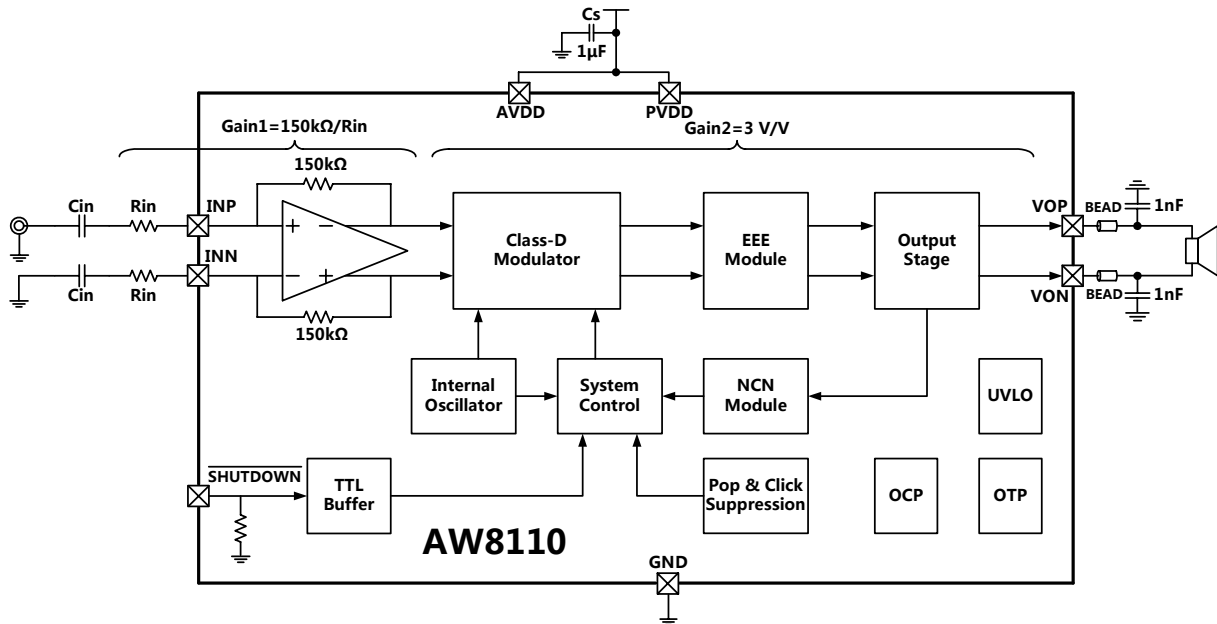 Cs
1μF
AVDD
PVDD
Gain1=150kΩ/Rin
Gain2=3 V/V
150kΩ
Cin
Rin
INP
INN
Cin
Rin
150kΩ
Class-D
Modulator
EEE
Module
Output
Stage
VOP
BEAD
1nF
VON
BEAD
1nF
Internal
Oscillator
System
Control
NCN
Module
UVLO
SHUTDOWN
TTL
Buffer
Pop & Click
Suppression
OCP
OTP
AW8110
GND